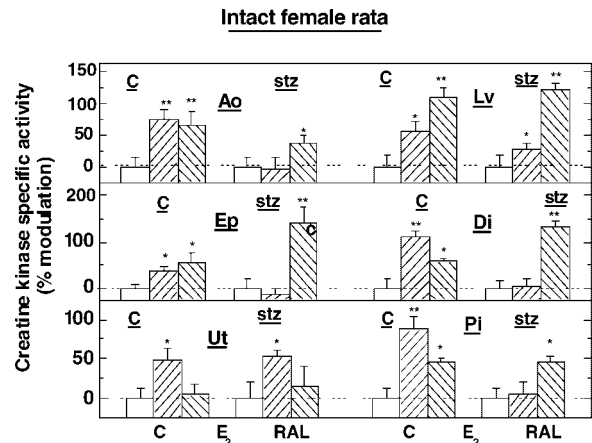 Intact female rata
Creatine kinase specific activity
(% modulation)
150
100
50
0
C
**
**
Ao
stz
*
C
*
**
Lv
stz
*
**
200
100
0
C
*
*
Ep
stz
**
C
C
**
*
Di
stz
**
100
50
0
C
*
Ut
stz
*
C
**
*
Pi
stz
*
C
E2
RAL
C
E2
RAL